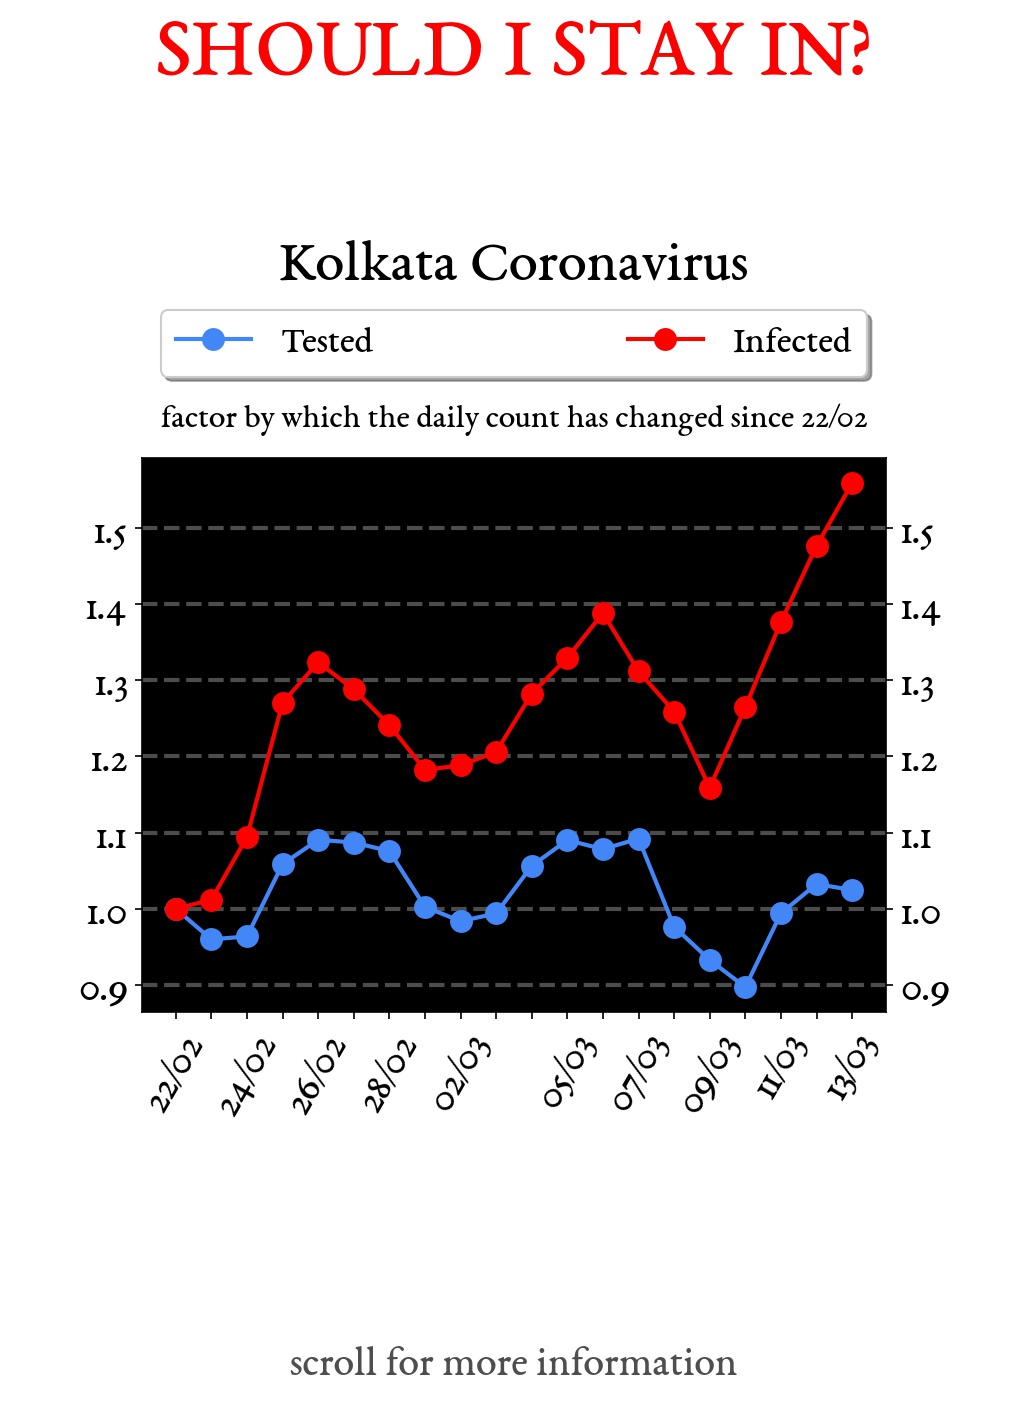 SHOULD I STAY IN?
Kolkata Coronavirus
Tested Infected
factor by which the daily count has changed since 22/02
1.5 1.5
1.4 1.4
1.3 1.3
1.2 1.2
1.1 1.1
1.0 1.0
0.9 0.9
22/02 24/02 26/02 28/02 02/03 05/03 07/03 09/03 11/03 13/03
scroll for more information